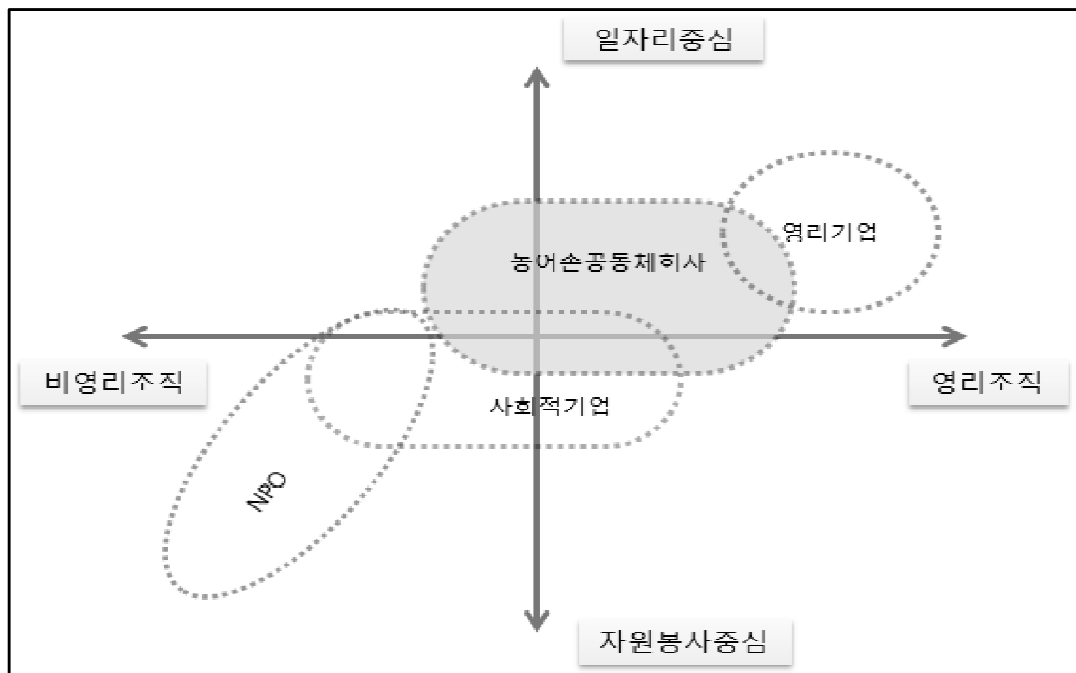 일자리중심
영리기업
농어촌공동체회사
비영리조직
영리조직
사회적기업
NPO
자원봉사중심